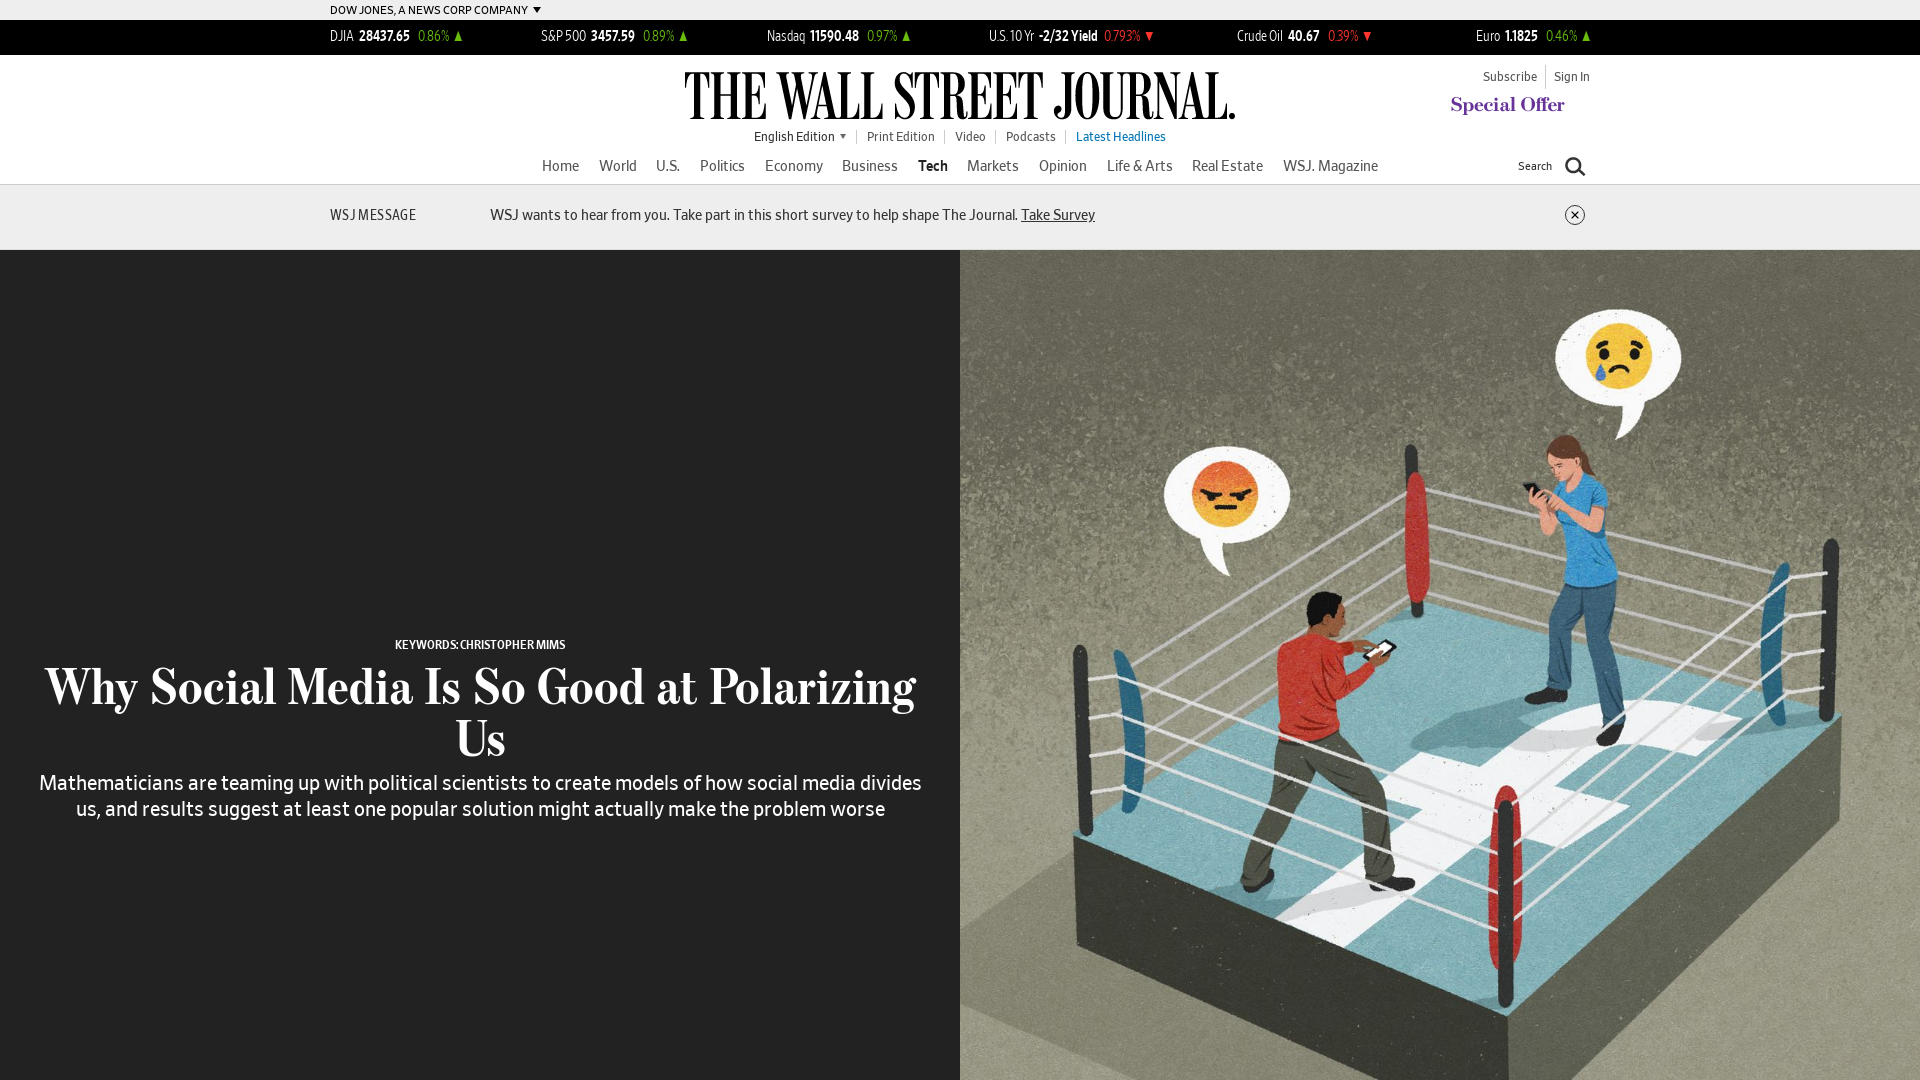 DOW JONES, A NEWS CORP COMPANY
DJIA 28437.65 0.86% S&P 500 3457.59 0.89% Nasdaq 11590.48 0.97% U.S. 10 Yr -2/32 Yield 0.793% Crude Oil 40.67 0.39% Euro 1.1825 0.46%
Subscribe Sign In
THE WALL STREET JOURNAL.
Special Offer
English Edition Print Edition Video Podcasts Latest Headlines
Home World U.S. Politics Economy Business Tech Markets Opinion Life & Arts Real Estate WSJ. Magazine Search
WSJ MESSAGE WSJ wants to hear from you. Take part in this short survey to help shape The Journal. Take Survey
KEYWORDS: CHRISTOPHER MIMS
Why Social Media Is So Good at Polarizing
Us
Mathematicians are teaming up with political scientists to create models of how social media divides
us, and results suggest at least one popular solution might actually make the problem worse